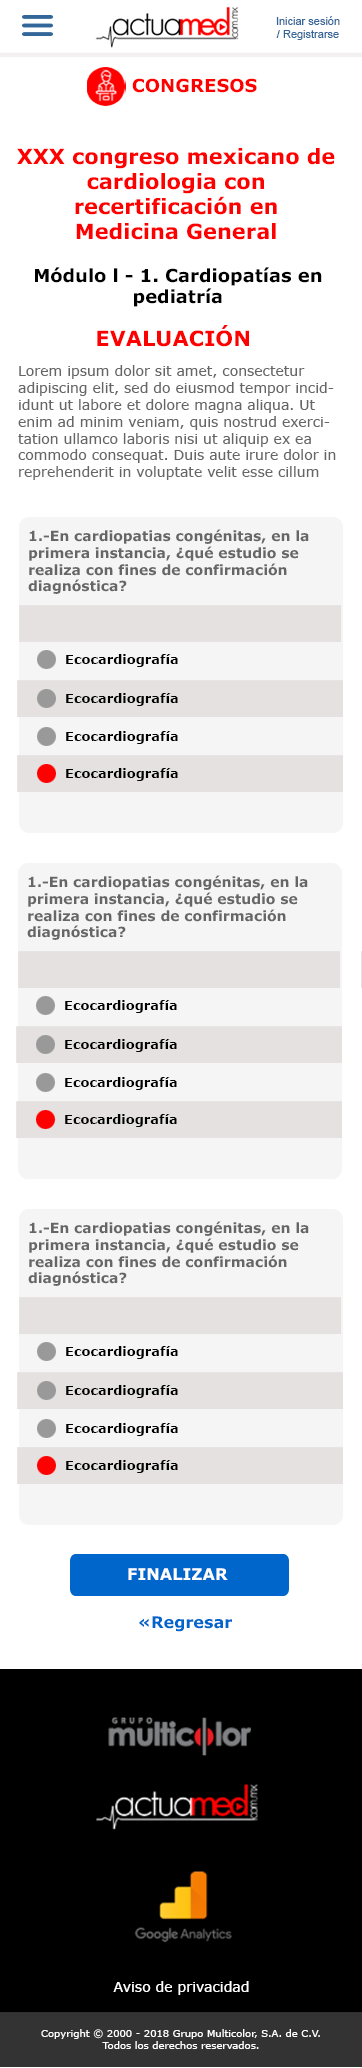 actuamed.com.mx
Iniciar sesión
/ Registrarse
CONGRESOS
XXX congreso mexicano de
cardiologia con
recertificación en
Medicina General
Módulo l - 1. Cardiopatías en
pediatría
EVALUACIÓN
Lorem ipsum dolor sit amet, consectetur
adipiscing elit, sed do eiusmod tempor incid-
idunt ut labore et dolore magna aliqua. Ut
enim ad minim veniam, quis nostrud exerci-
tation ullamco laboris nisi ut aliquip ex ea
commodo consequat. Duis aute irure dolor in
reprehenderit in voluptate velit esse cillum
1.-En cardiopatias congénitas, en la
primera instancia, ¿qué estudio se
realiza con fines de confirmación
diagnóstica?
Ecocardiografía
Ecocardiografía
Ecocardiografía
Ecocardiografía
1.-En cardiopatias congénitas, en la
primera instancia, ¿qué estudio se
realiza con fines de confirmación
diagnóstica?
Ecocardiografía
Ecocardiografía
Ecocardiografía
Ecocardiografía
1.-En cardiopatias congénitas, en la
primera instancia, ¿qué estudio se
realiza con fines de confirmación
diagnóstica?
Ecocardiografía
Ecocardiografía
Ecocardiografía
Ecocardiografía
FINALIZAR
«Regresar
GRUPO
multicolor
actuamed.com.mx
Google Analytics
Aviso de privacidad
Copyright © 2000 - 2018 Grupo Multicolor, S.A. de C.V.
Todos los derechos reservados.